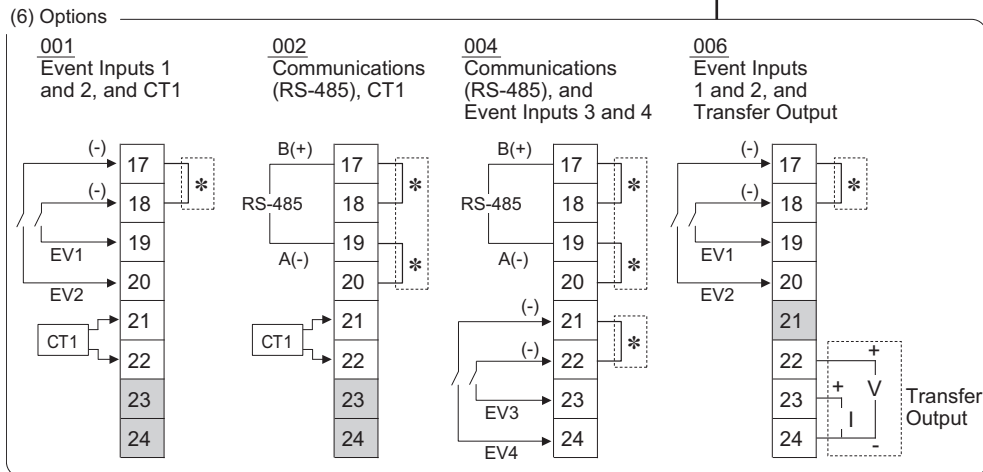 (6) Options
001
Event Inputs 1
and 2, and CT1
(-)
17
*
(-)
18
19
EV1
20
EV2
21
CT1
22
23
24
002
Communications
(RS-485), CT1
B(+)
17
*
18
RS-485
19
A(-)
*
20
21
CT1
22
23
24
004
Communications
(RS-485), and
Event Inputs 3 and 4
B(+)
17
*
18
RS-485
19
A(-)
*
20
(-)
21
*
(-)
22
23
EV3
24
EV4
006
Event Inputs
1 and 2, and
Transfer Output
(-)
17
*
(-)
18
19
EV1
20
EV2
21
22
+
23
+
V
I
24
-
Transfer
Output